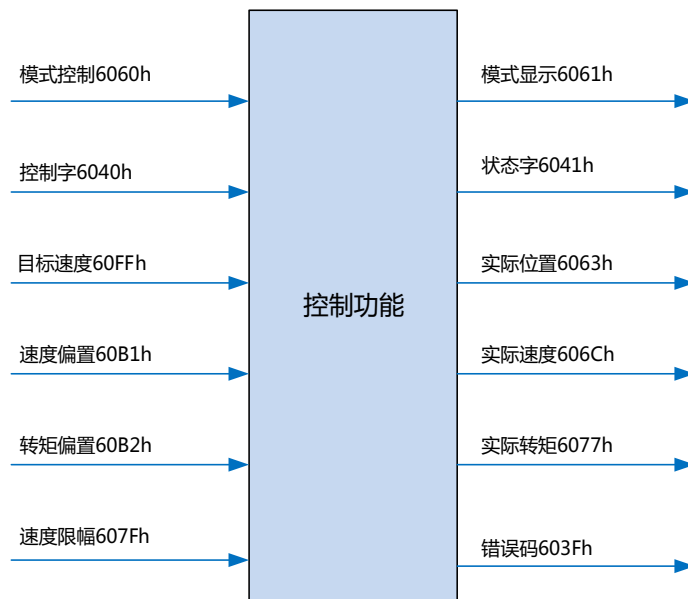 模式控制6060h
控制字6040h
目标速度60FFh
速度偏置60B1h
转矩偏置60B2h
速度限幅607Fh
控制功能
模式显示6061h
状态字6041h
实际位置6063h
实际速度606Ch
实际转矩6077h
错误码603Fh